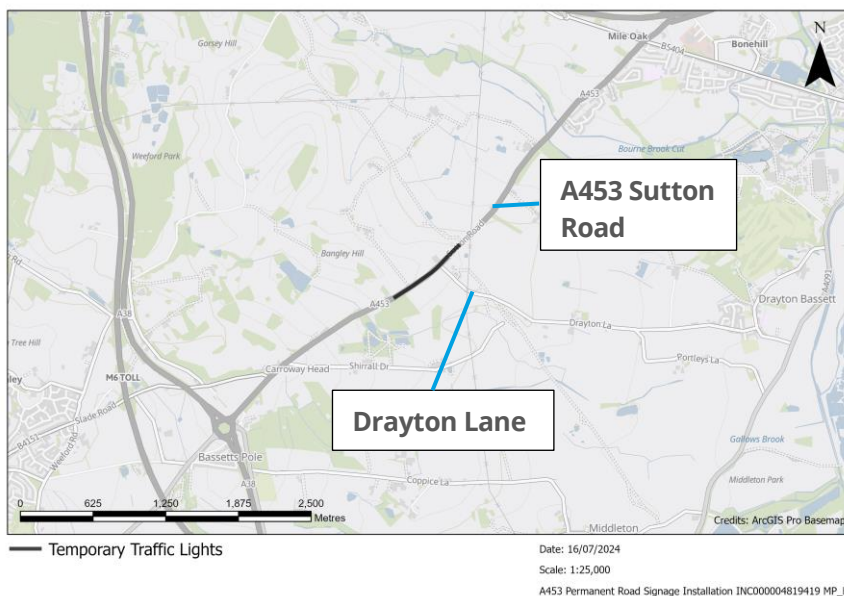 Gorsey Hill
Mile Oak
Bonehill
N
B5404
A453
Weeford Park
Bourne Brook Cut
A453 Sutton
Road
Road
Bangley Hill
A453
A4091
Drayton Bassett
A38
Drayton La
Tree Hill
Portleys La
Carroway Head
Shirrall Dr
M6 TOLL
Slade Road
Drayton Lane
B4151
Weeford Rd
Bassetts Pole
Gallows Brook
A38
Coppice La
Middleton Park
0 625 1,250 1,875 2,500
Metres
Middleton
Credits: ArcGIS Pro Basemap
Temporary Traffic Lights
Date: 16/07/2024
Scale: 1:25,000
A453 Permanent Road Signage Installation INC000004819419 MP_